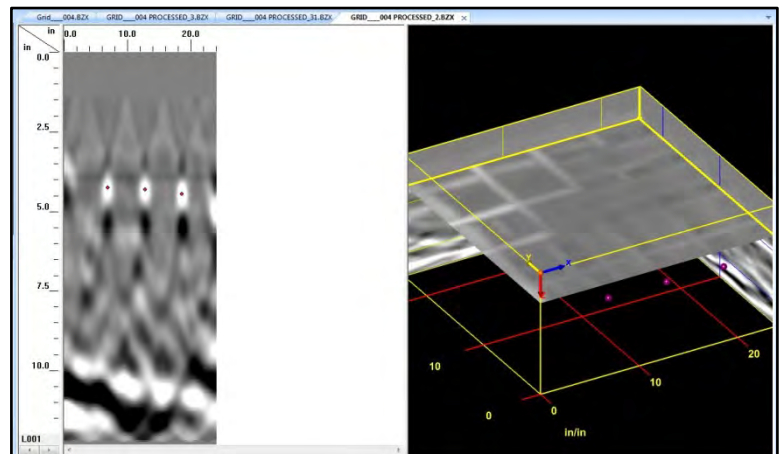 Grid___004.BZX GRID___004 PROCESSED_3.BZX GRID___004 PROCESSED_31.BZX GRID___004 PROCESSED_2.BZX
in
in
0.0 10.0 20.0
0.0
2.5
5.0
7.5
10.0
L001
Y X
10
20
10
0
0
in/in